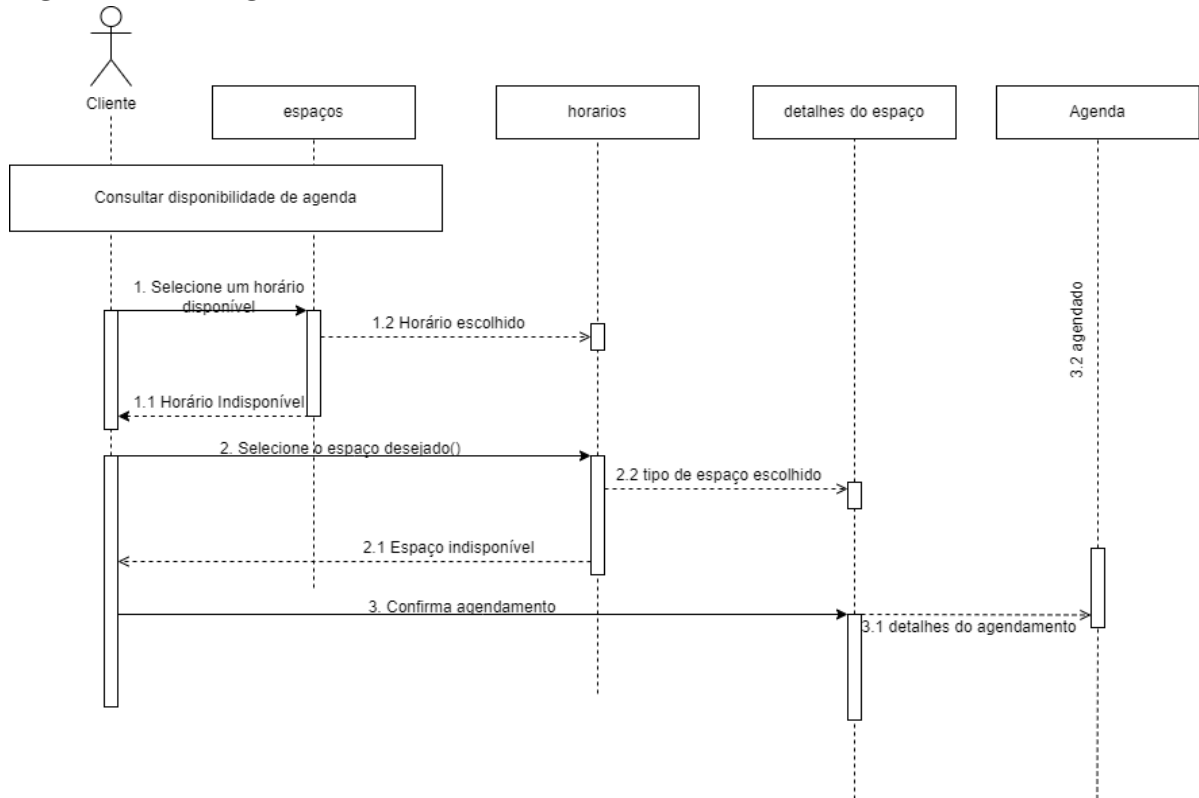 Cliente
espaços
horarios
detalhes do espaço
Agenda
Consultar disponibilidade de agenda
1. Selecione um horário
disponível
1.2 Horário escolhido
3.2 agendado
1.1 Horário Indisponível
2. Selecione o espaço desejado()
2.2 tipo de espaço escolhido
2.1 Espaço indisponível
3. Confirma agendamento
3.1 detalhes do agendamento